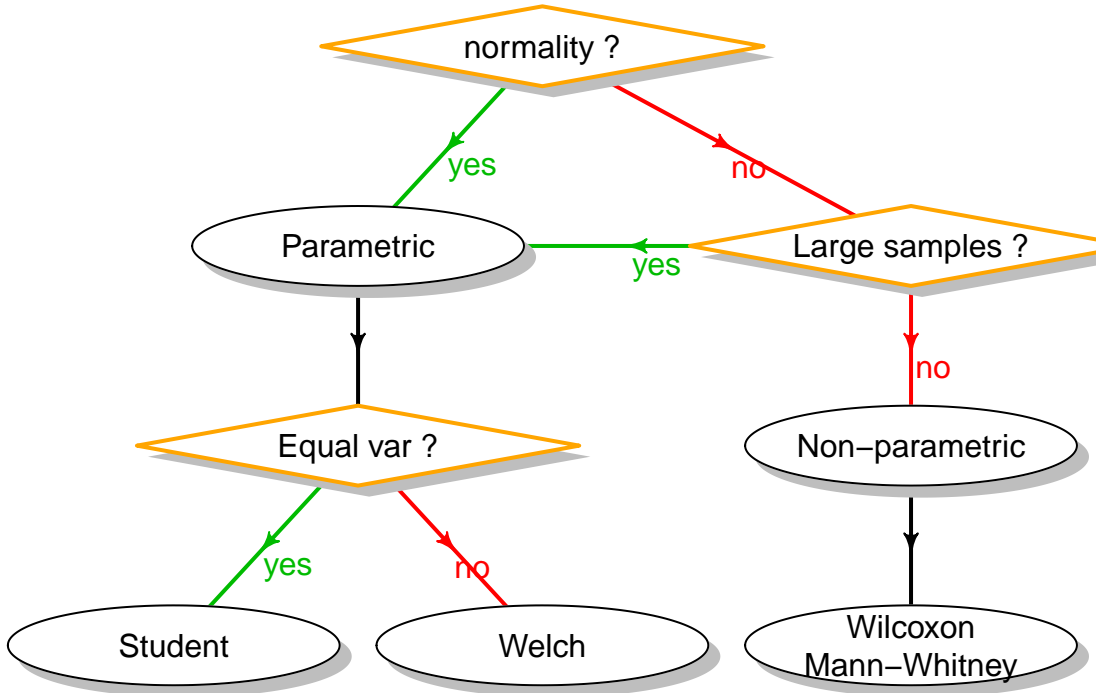 normality ?
yes
no
Parametric
yes
Large samples ?
no
Equal var ?
Non−parametric
yes
no
Student
Welch
Wilcoxon
Mann−Whitney